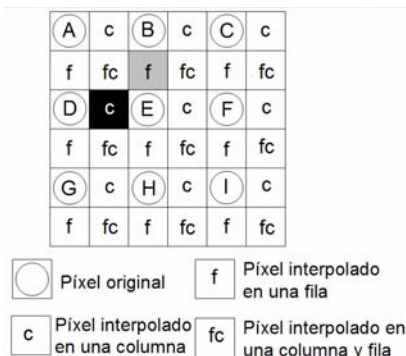 A c B c C c
f fc f fc f fc
D c E c F c
f fc f fc f fc
G c H c I c
f fc f fc f fc
Píxel original
f Píxel interpolado
en una fila
c Píxel interpolado
en una columna
fc Píxel interpolado en
una columna y fila